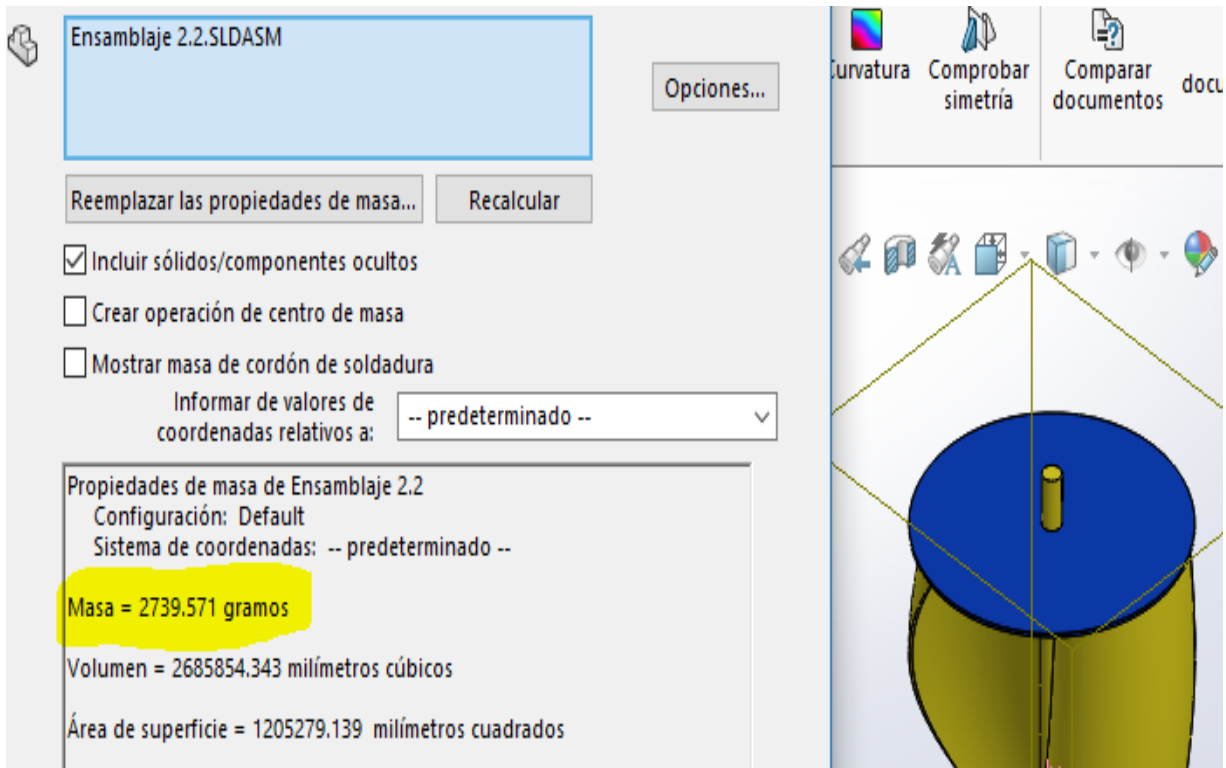 Ensamblaje 2.2.SLDASM
Opciones...
Reemplazar las propiedades de masa...
Recalcular
Incluir sólidos/componentes ocultos
Crear operación de centro de masa
Mostrar masa de cordón de soldadura
Informar de valores de
coordenadas relativos a:
-- predeterminado --
Propiedades de masa de Ensamblaje 2.2
Configuración: Default
Sistema de coordenadas: -- predeterminado --
Masa = 2739.571 gramos
Volumen = 2685854.343 milímetros cúbicos
Área de superficie = 1205279.139 milímetros cuadrados
urvatura
Comprobar
simetría
Comparar
documentos
docu